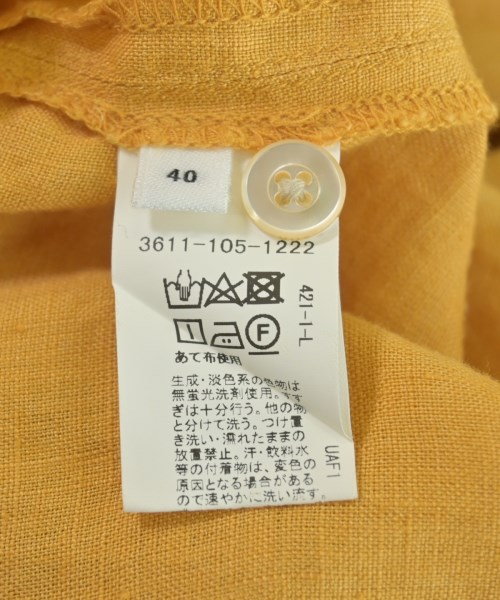 40
3611-105-1222
421-I-L
F
あて布使用
生成・淡色系の色物は
無蛍光洗剤使用。すす
ぎは十分行う。他の物
と分けて洗う。つけ置
き洗い・濡れたままの
放置禁止。汗・飲料水
等の付着物は、変色の
原因となる場合がある
ので速やかに洗い流す。
UAF1